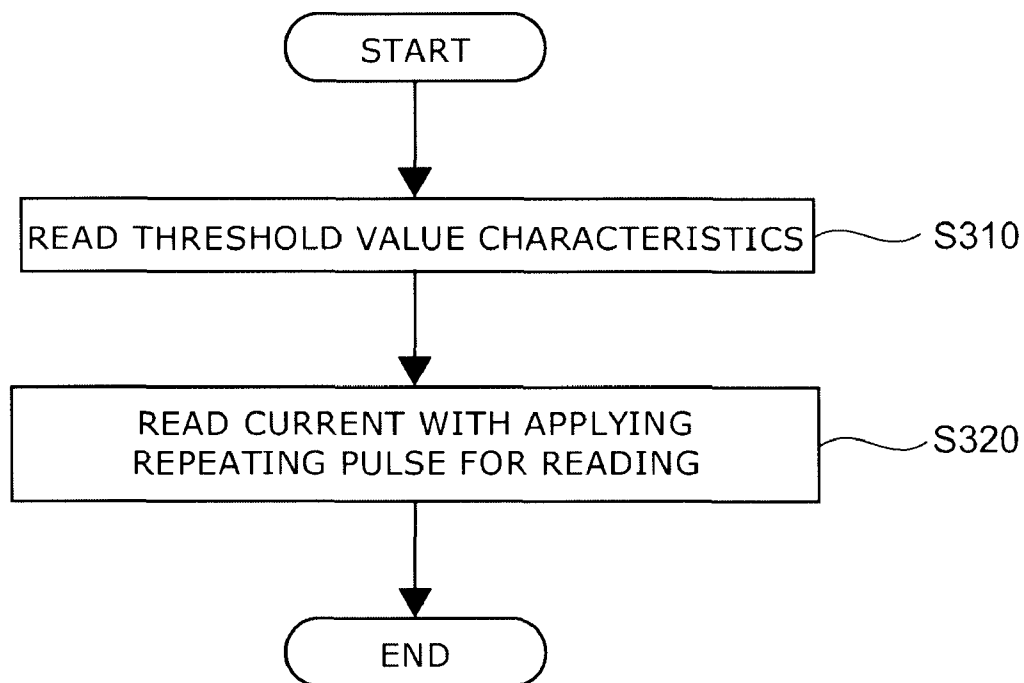 START
READ THRESHOLD VALUE CHARACTERISTICS
S310
READ CURRENT WITH APPLYING
REPEATING PULSE FOR READING
S320
END